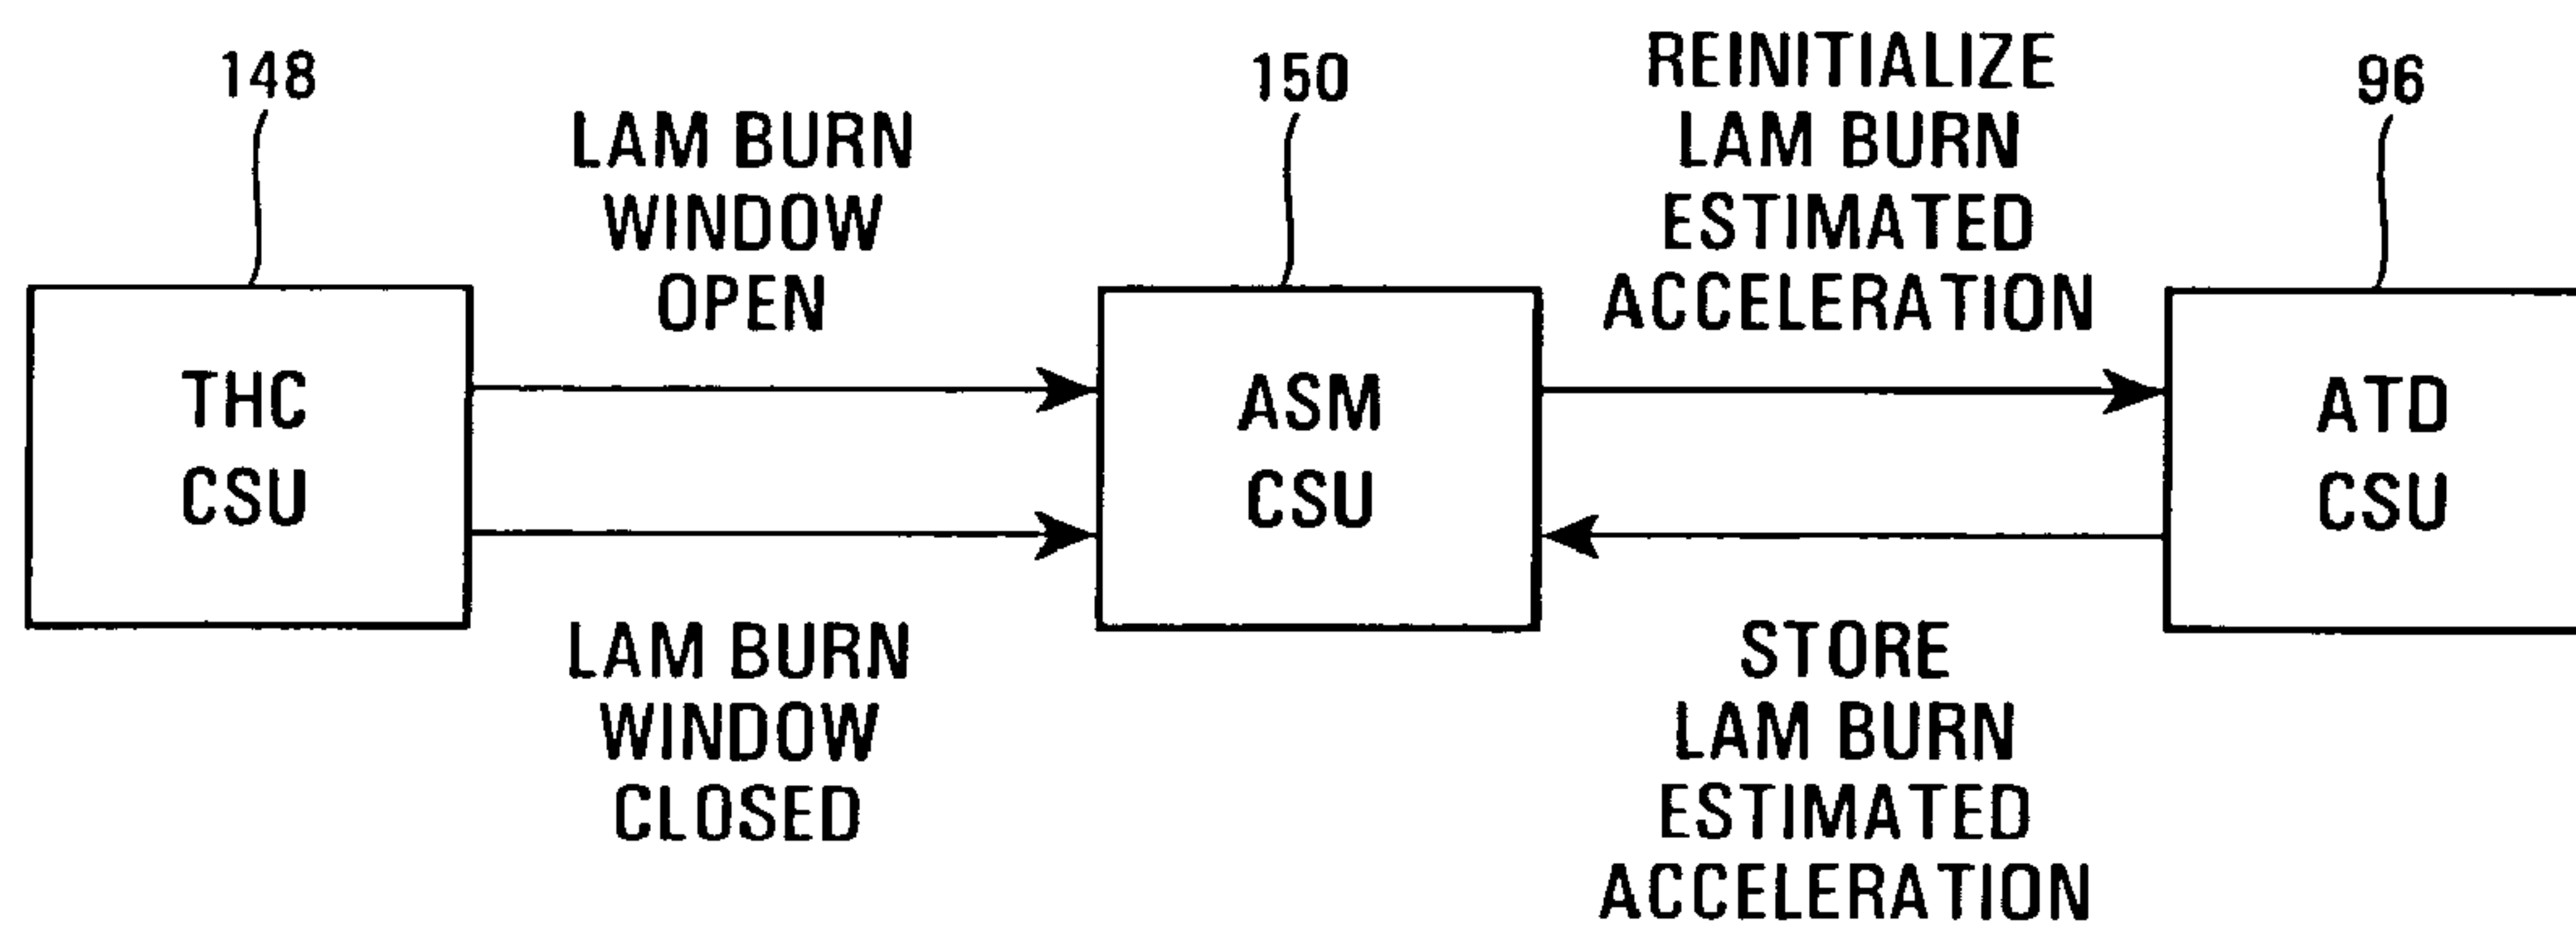 148
LAM BURN
WINDOW
OPEN
150
REINITIALIZE
LAM BURN
ESTIMATED
ACCELERATION
96
THC
CSU
ASM
CSU
ATD
CSU
LAM BURN
WINDOW
CLOSED
STORE
LAM BURN
ESTIMATED
ACCELERATION